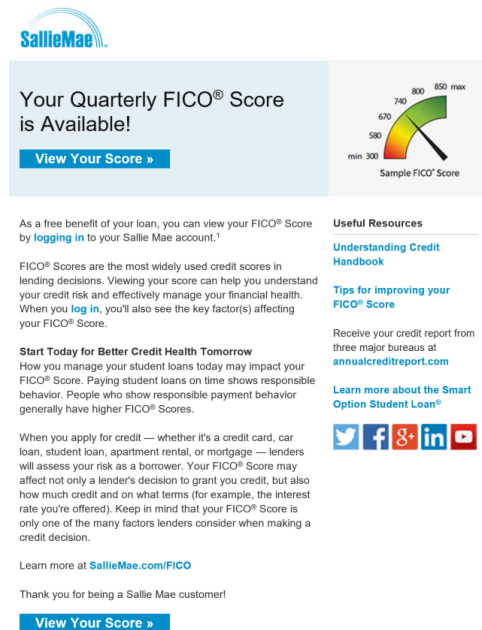 SallieMae
Your Quarterly FICO® Score
is Available!
View Your Score »
min 300
580
670
740
800
850 max
Sample FICO® Score
As a free benefit of your loan, you can view your FICO® Score
by logging in to your Sallie Mae account.¹
FICO® Scores are the most widely used credit scores in
lending decisions. Viewing your score can help you understand
your credit risk and effectively manage your financial health.
When you log in, you'll also see the key factor(s) affecting
your FICO® Score.
Start Today for Better Credit Health Tomorrow
How you manage your student loans today may impact your
FICO® Score. Paying student loans on time shows responsible
behavior. People who show responsible payment behavior
generally have higher FICO® Scores.
When you apply for credit — whether it's a credit card, car
loan, student loan, apartment rental, or mortgage — lenders
will assess your risk as a borrower. Your FICO® Score may
affect not only a lender's decision to grant you credit, but also
how much credit and on what terms (for example, the interest
rate you're offered). Keep in mind that your FICO® Score is
only one of the many factors lenders consider when making a
credit decision.
Learn more at SallieMae.com/FICO
Thank you for being a Sallie Mae customer!
View Your Score »
Useful Resources
Understanding Credit
Handbook
Tips for improving your
FICO® Score
Receive your credit report from
three major bureaus at
annualcreditreport.com
Learn more about the Smart
Option Student Loan®
f
g+
in